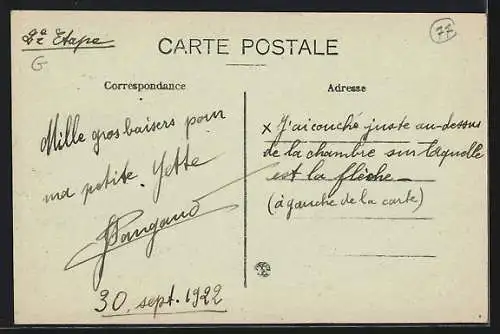 2e Etape
77
G
CARTE POSTALE
Correspondance
Adresse
Mille gros baisers pour
ma petite Yette
30 sept. 1922
x J'ai couché juste au-dessus
de la chambre sur laquelle
est la flèche
(à gauche de la carte)